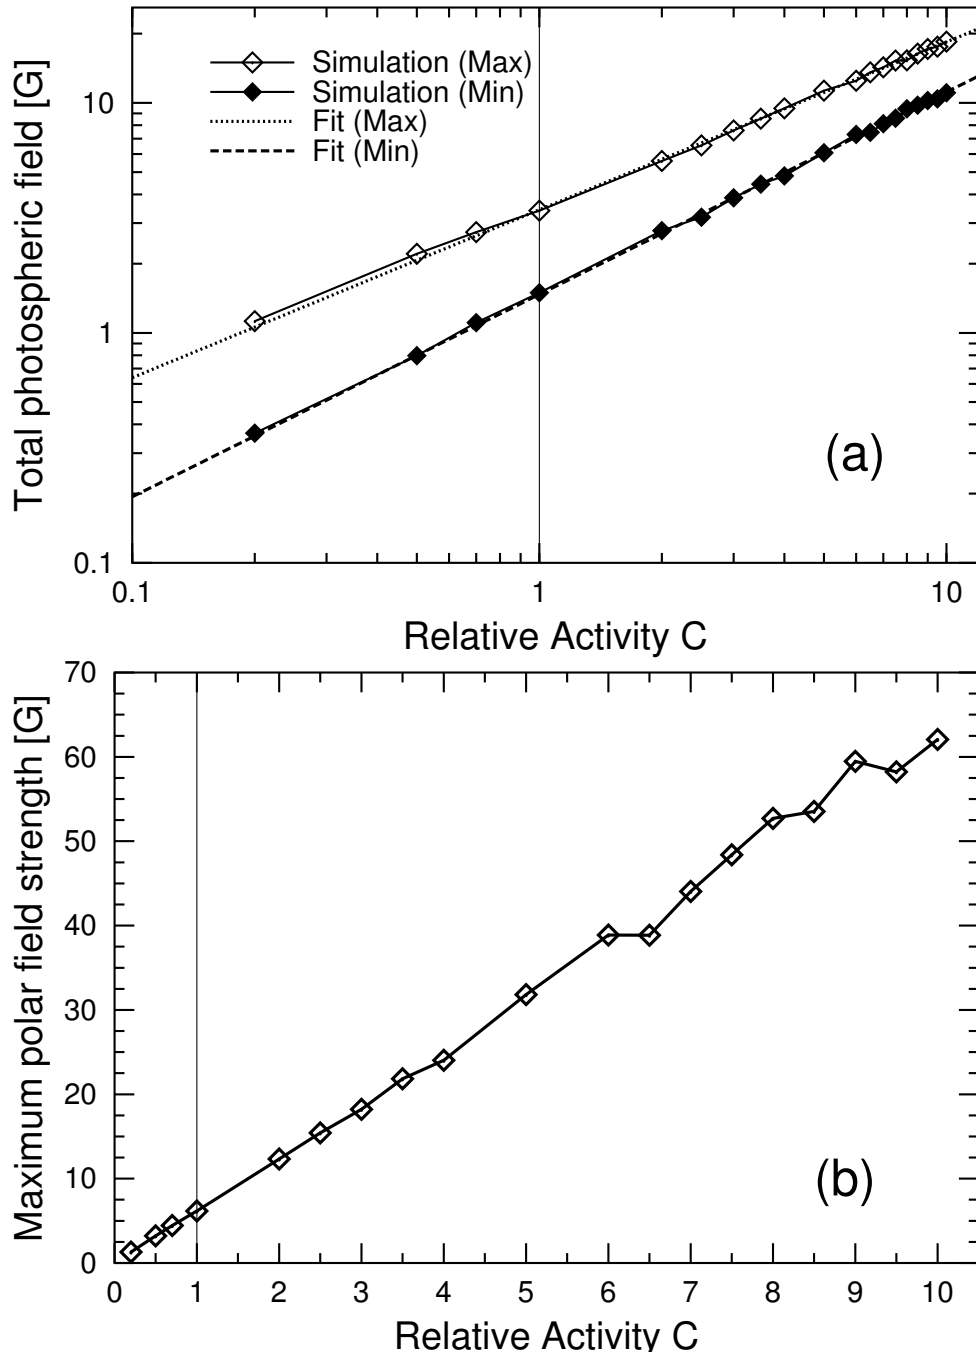 Total photospheric field [G]
10
1
0.1
Simulation (Max)
Simulation (Min)
Fit (Max)
Fit (Min)
(a)
0.1 1 10
Relative Activity C
Maximum polar field strength [G]
70
60
50
40
30
20
10
0
(b)
0 1 2 3 4 5 6 7 8 9 10
Relative Activity C